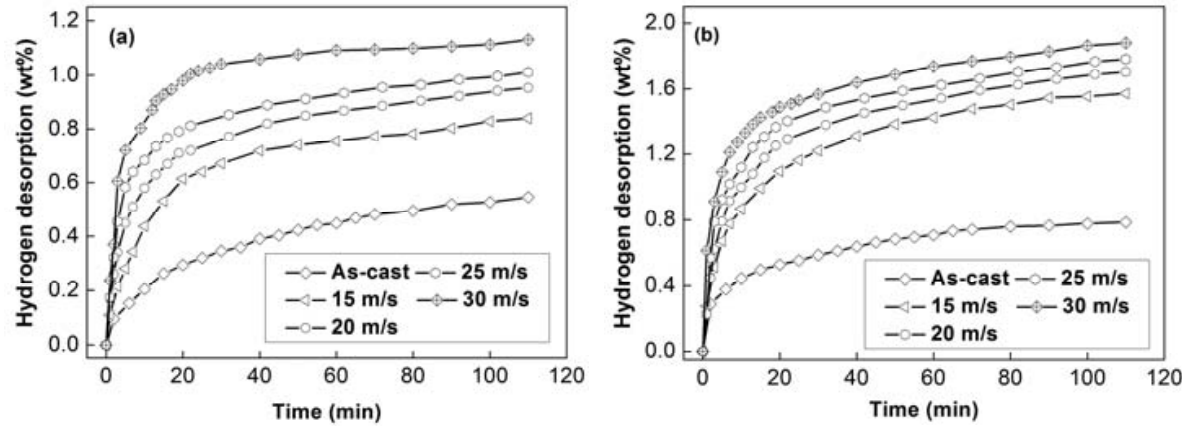 (a)
Hydrogen desorption (wt%)
1.2
1.0
0.8
0.6
0.4
0.2
0.0
As-cast 25 m/s
15 m/s 30 m/s
20 m/s
0 20 40 60 80 100 120
Time (min)
(b)
Hydrogen desorption (wt%)
2.0
1.6
1.2
0.8
0.4
0.0
As-cast 25 m/s
15 m/s 30 m/s
20 m/s
0 20 40 60 80 100 120
Time (min)